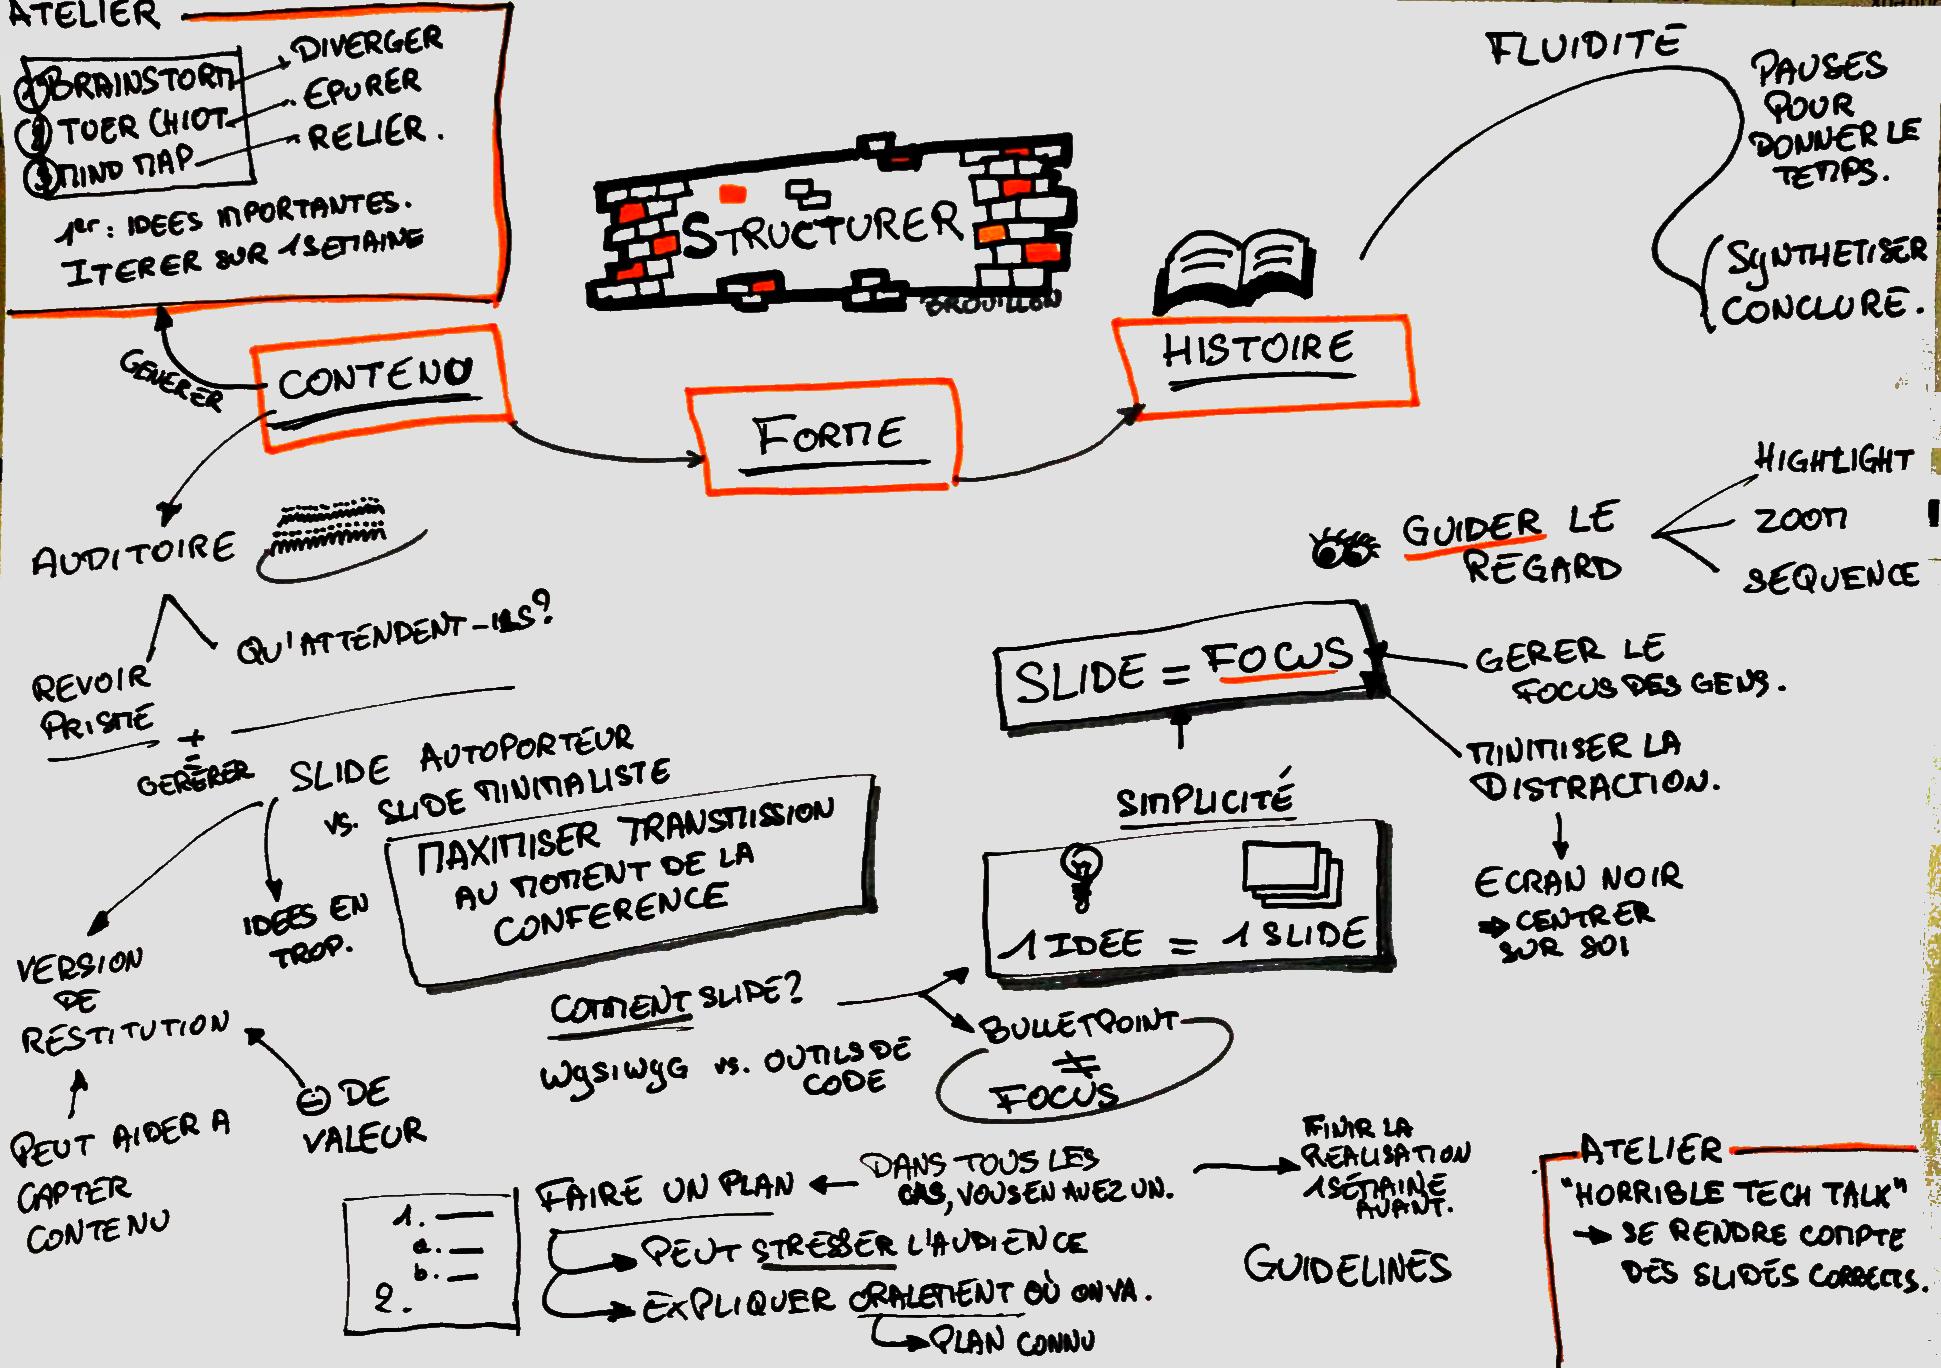 ATELIER
① BRAINSTORM
DIVERGER
② TUER CHIOT
EPURER
③ MIND MAP
RELIER.
1er : IDEES IMPORTANTES.
ITERER SUR 1 SEMAINE
GENERER
CONTENU
STRUCTURER
BROUILLON
FORME
HISTOIRE
FLUIDITE
PAUSES
POUR
DONNER LE
TEMPS.
SYNTHETISER
CONCLURE.
AUDITOIRE
QU'ATTENDENT-ILS?
REVOIR
PRISME
+
GERERER
SLIDE AUTOPORTEUR
vs. SLIDE MINIMALISTE
MAXIMISER TRANSMISSION
AU MOMENT DE LA
CONFERENCE
IDEES EN
TROP.
VERSION
DE
RESTITUTION
DE
VALEUR
PEUT AIDER A
CAPTER
CONTENU
GUIDER LE
REGARD
HIGHLIGHT
ZOOM
SEQUENCE
SLIDE = FOCUS
GERER LE
FOCUS DES GENS.
MINIMISER LA
DISTRACTION.
ECRAN NOIR
⇒ CENTRER
SUR SOI
SIMPLICITÉ
1 IDEE = 1 SLIDE
COMMENT SLIDE?
WYSIWYG vs. OUTILS DE
CODE
BULLETPOINT
≠
FOCUS
1.
a.
b.
2.
FAIRE UN PLAN ← DANS TOUS LES
CAS, VOUS EN AVEZ UN.
FINIR LA
REALISATION
1 SEMAINE
AVANT.
PEUT STRESSER L'AUDIENCE
EXPLIQUER ORALEMENT OÙ ON VA.
PLAN CONNU
GUIDELINES
ATELIER
"HORRIBLE TECH TALK"
→ SE RENDRE COMPTE
DES SLIDES CORRECTS.